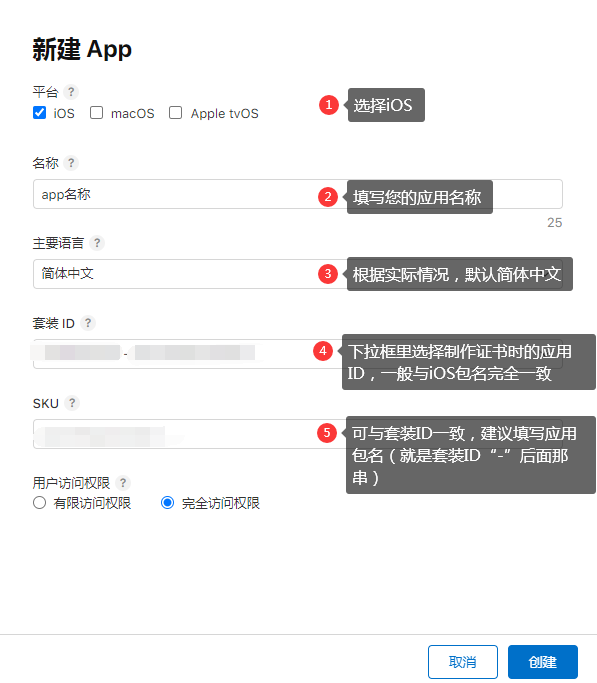 新建 App
平台 ?
iOS macOS Apple tvOS
1 选择iOS
名称 ?
app名称
2 填写您的应用名称
25
主要语言 ?
简体中文
3 根据实际情况，默认简体中文
套装 ID ?
-
4 下拉框里选择制作证书时的应用
ID，一般与iOS包名完全一致
SKU ?
5 可与套装ID一致，建议填写应用
包名（就是套装ID“-”后面那
串）
用户访问权限 ?
有限访问权限 完全访问权限
取消 创建